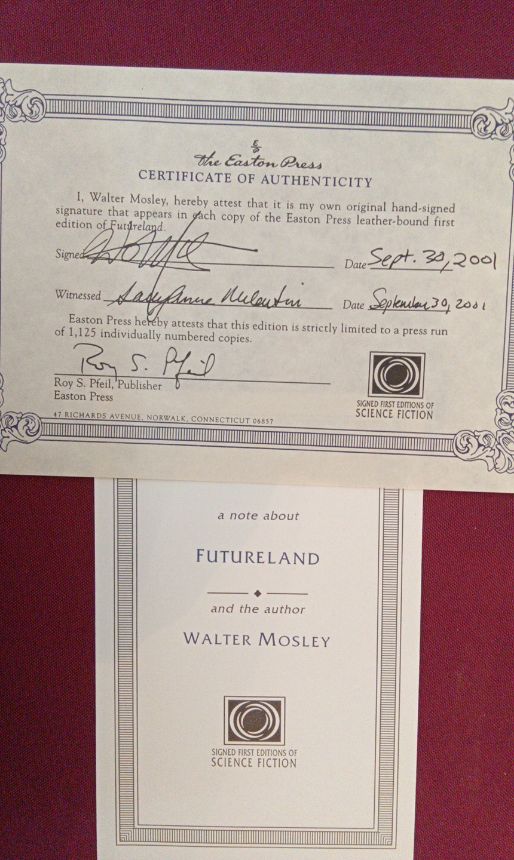 the Easton Press
CERTIFICATE OF AUTHENTICITY
I, Walter Mosley, hereby attest that it is my own original hand-signed
signature that appears in each copy of the Easton Press leather-bound first
edition of Futureland.
Signed
Date Sept. 30, 2001
Witnessed
Date September 30, 2001
Easton Press hereby attests that this edition is strictly limited to a press run
of 1,125 individually numbered copies.
Roy S. Pfeil
Roy S. Pfeil, Publisher
Easton Press
47 RICHARDS AVENUE, NORWALK, CONNECTICUT 06857
SIGNED FIRST EDITIONS OF
SCIENCE FICTION
a note about
FUTURELAND
and the author
WALTER MOSLEY
SIGNED FIRST EDITIONS OF
SCIENCE FICTION